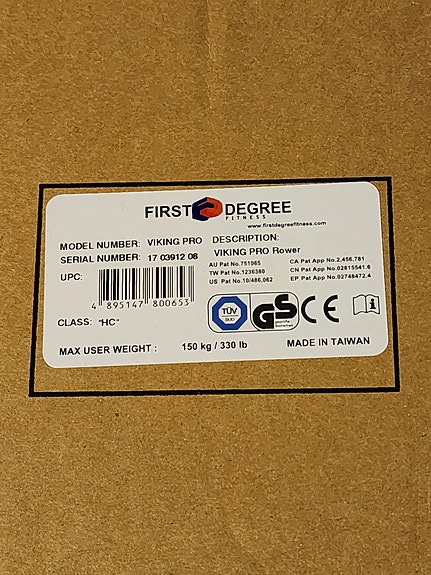 FIRST DEGREE
FITNESS
www.firstdegreefitness.com
MODEL NUMBER: VIKING PRO
SERIAL NUMBER: 17 03912 08
DESCRIPTION:
VIKING PRO Rower
AU Pat No.751065
TW Pat No.1236380
US Pat No.10/486,062
CA Pat App No.2,456,781
CN Pat App No.02815541.6
EP Pat App No.02748472.4
UPC:
4 895147 800653
TÜV
SUD
GS
geprüfte
Sicherheit
CE
i
CLASS: "HC"
MAX USER WEIGHT : 150 kg / 330 lb
MADE IN TAIWAN